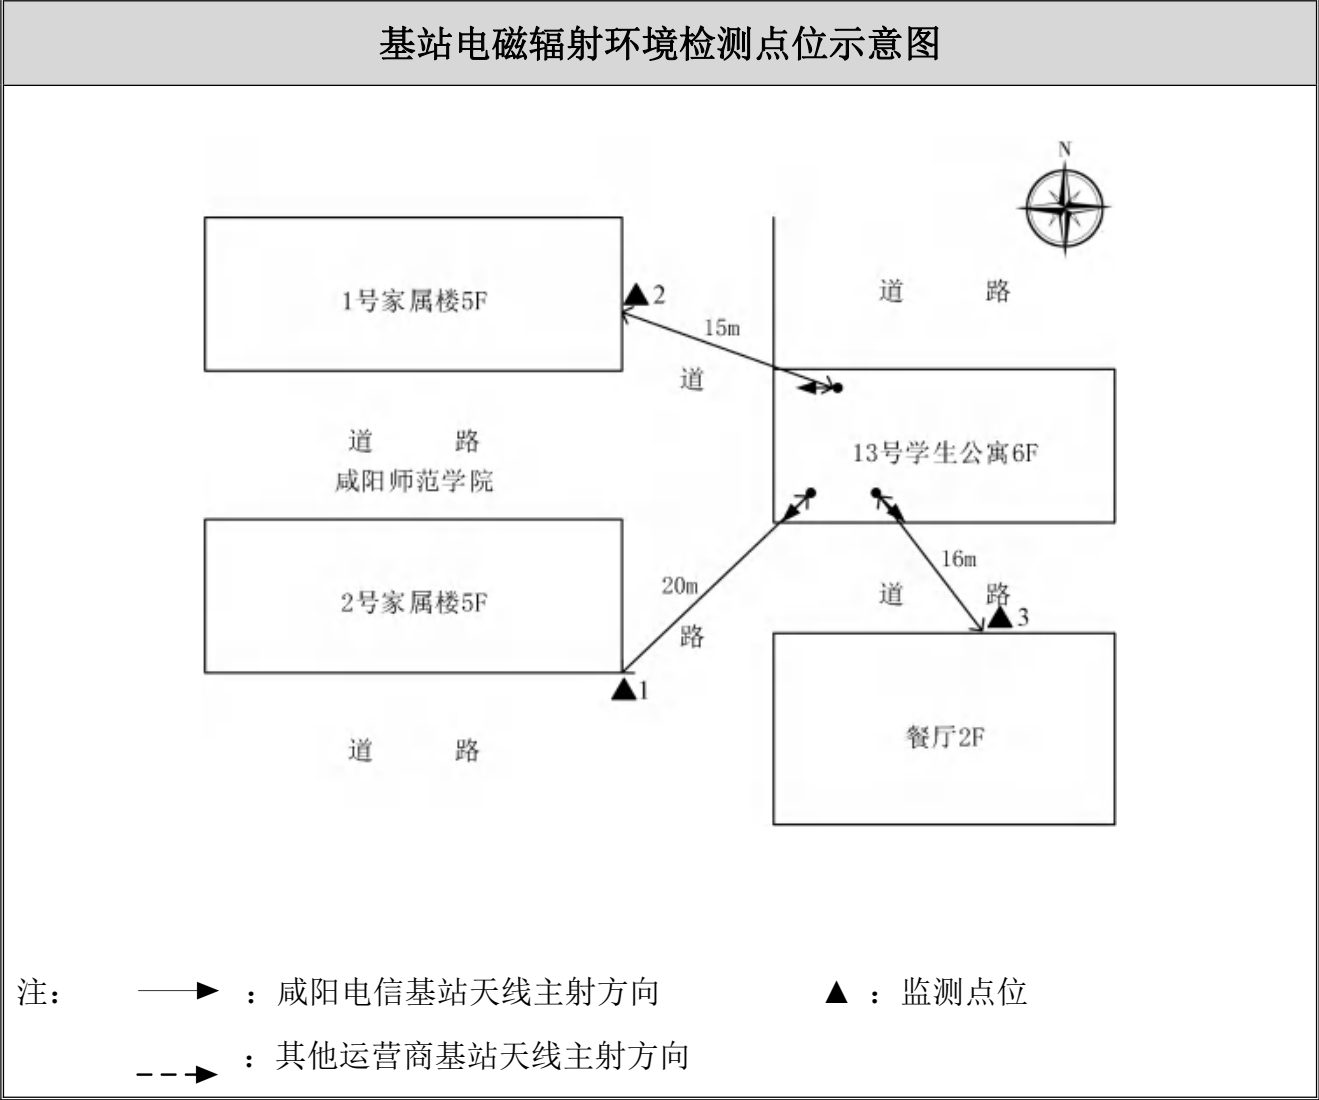 基站电磁辐射环境检测点位示意图
N
1号家属楼5F
▲2
道 路
15m
道
道 路
咸阳师范学院
13号学生公寓6F
2号家属楼5F
20m
路
16m
道 路
▲3
▲1
道 路
餐厅2F
注： ：咸阳电信基站天线主射方向 ▲：监测点位
：其他运营商基站天线主射方向